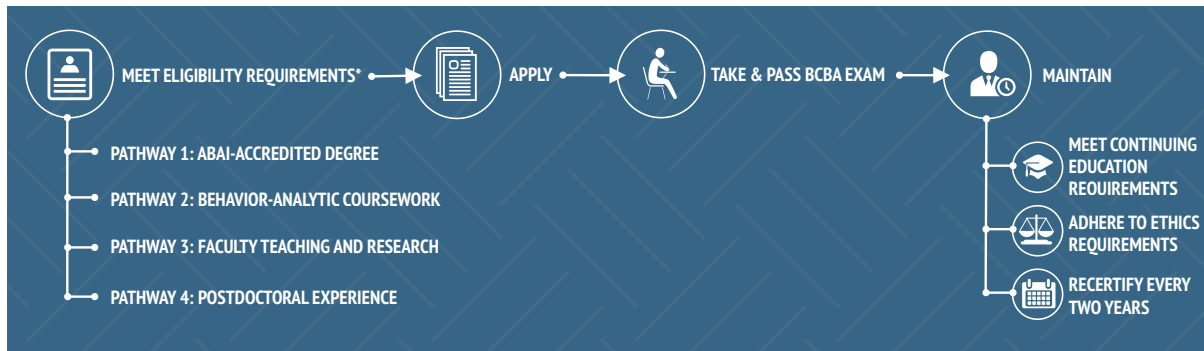 MEET ELIGIBILITY REQUIREMENTS*
APPLY
TAKE & PASS BCBA EXAM
MAINTAIN
PATHWAY 1: ABAI-ACCREDITED DEGREE
PATHWAY 2: BEHAVIOR-ANALYTIC COURSEWORK
PATHWAY 3: FACULTY TEACHING AND RESEARCH
PATHWAY 4: POSTDOCTORAL EXPERIENCE
MEET CONTINUING
EDUCATION
REQUIREMENTS
ADHERE TO ETHICS
REQUIREMENTS
RECERTIFY EVERY
TWO YEARS